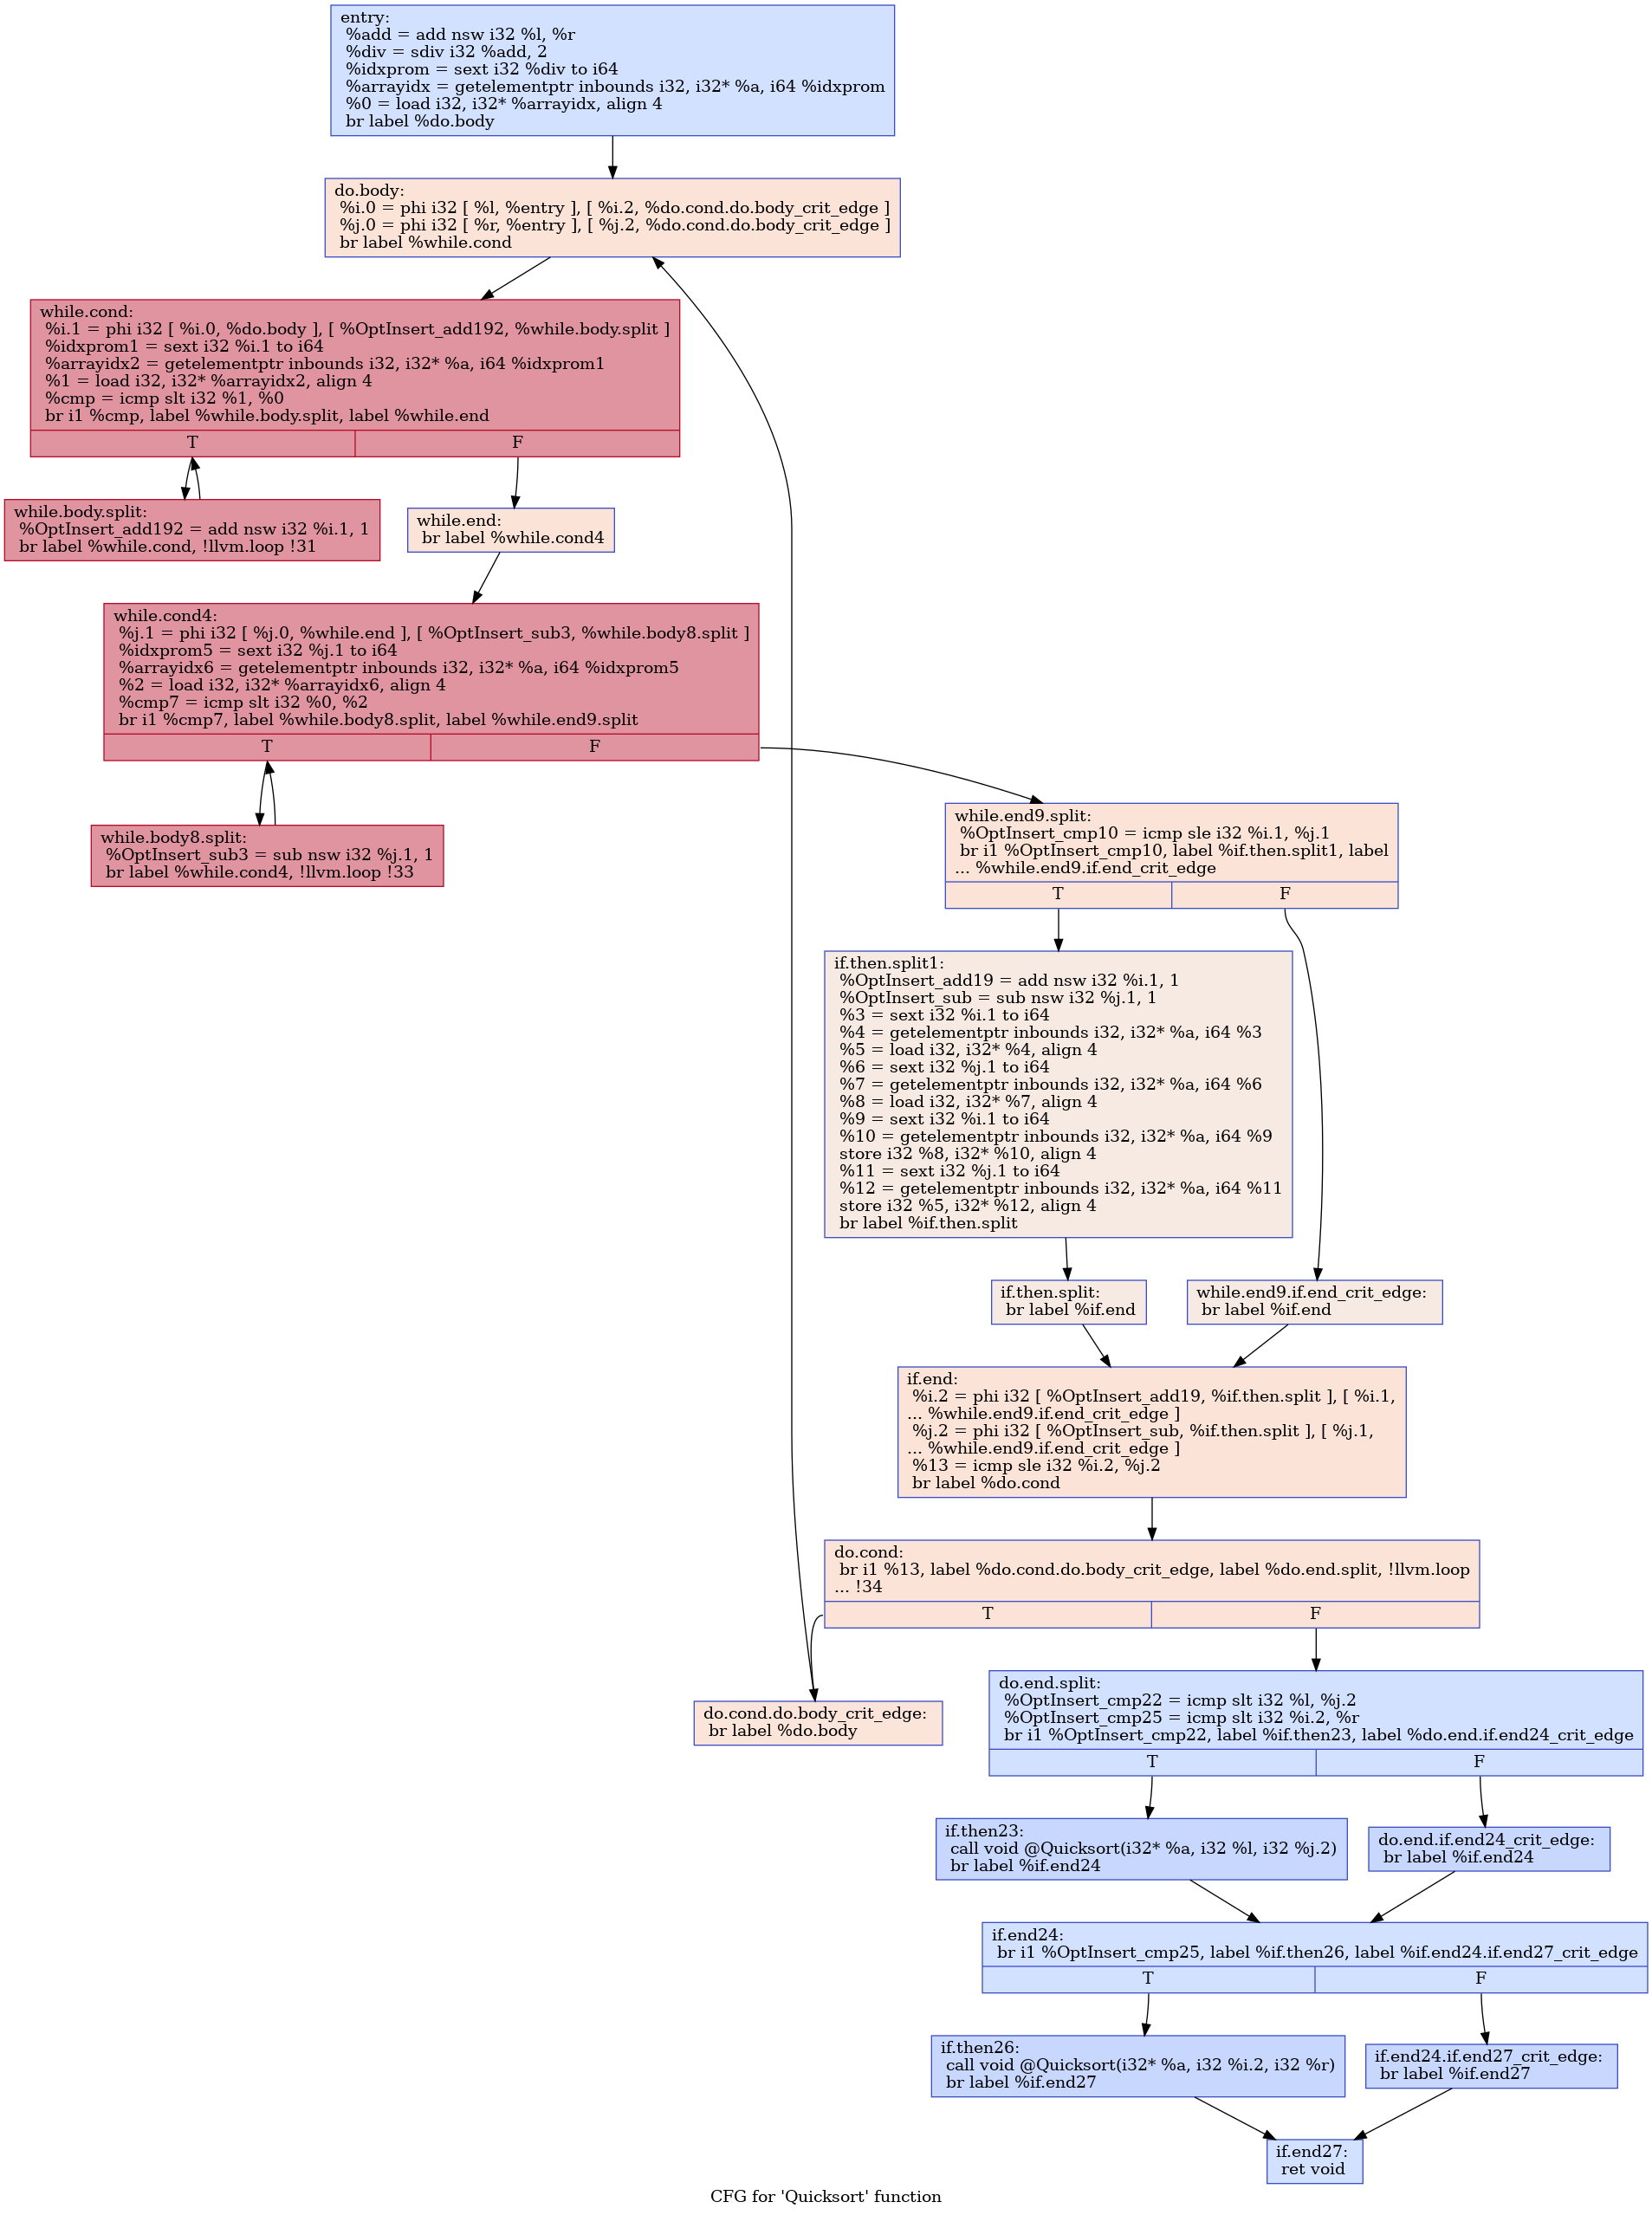 entry:
%add = add nsw i32 %l, %r
%div = sdiv i32 %add, 2
%idxprom = sext i32 %div to i64
%arrayidx = getelementptr inbounds i32, i32* %a, i64 %idxprom
%0 = load i32, i32* %arrayidx, align 4
br label %do.body
do.body:
%i.0 = phi i32 [ %l, %entry ], [ %i.2, %do.cond.do.body_crit_edge ]
%j.0 = phi i32 [ %r, %entry ], [ %j.2, %do.cond.do.body_crit_edge ]
br label %while.cond
while.cond:
%i.1 = phi i32 [ %i.0, %do.body ], [ %OptInsert_add192, %while.body.split ]
%idxprom1 = sext i32 %i.1 to i64
%arrayidx2 = getelementptr inbounds i32, i32* %a, i64 %idxprom1
%1 = load i32, i32* %arrayidx2, align 4
%cmp = icmp slt i32 %1, %0
br i1 %cmp, label %while.body.split, label %while.end
T F
while.body.split:
%OptInsert_add192 = add nsw i32 %i.1, 1
br label %while.cond, !llvm.loop !31
while.end:
br label %while.cond4
while.cond4:
%j.1 = phi i32 [ %j.0, %while.end ], [ %OptInsert_sub3, %while.body8.split ]
%idxprom5 = sext i32 %j.1 to i64
%arrayidx6 = getelementptr inbounds i32, i32* %a, i64 %idxprom5
%2 = load i32, i32* %arrayidx6, align 4
%cmp7 = icmp slt i32 %0, %2
br i1 %cmp7, label %while.body8.split, label %while.end9.split
T F
while.body8.split:
%OptInsert_sub3 = sub nsw i32 %j.1, 1
br label %while.cond4, !llvm.loop !33
while.end9.split:
%OptInsert_cmp10 = icmp sle i32 %i.1, %j.1
br i1 %OptInsert_cmp10, label %if.then.split1, label
... %while.end9.if.end_crit_edge
T F
if.then.split1:
%OptInsert_add19 = add nsw i32 %i.1, 1
%OptInsert_sub = sub nsw i32 %j.1, 1
%3 = sext i32 %i.1 to i64
%4 = getelementptr inbounds i32, i32* %a, i64 %3
%5 = load i32, i32* %4, align 4
%6 = sext i32 %j.1 to i64
%7 = getelementptr inbounds i32, i32* %a, i64 %6
%8 = load i32, i32* %7, align 4
%9 = sext i32 %i.1 to i64
%10 = getelementptr inbounds i32, i32* %a, i64 %9
store i32 %8, i32* %10, align 4
%11 = sext i32 %j.1 to i64
%12 = getelementptr inbounds i32, i32* %a, i64 %11
store i32 %5, i32* %12, align 4
br label %if.then.split
if.then.split:
br label %if.end
while.end9.if.end_crit_edge:
br label %if.end
if.end:
%i.2 = phi i32 [ %OptInsert_add19, %if.then.split ], [ %i.1,
... %while.end9.if.end_crit_edge ]
%j.2 = phi i32 [ %OptInsert_sub, %if.then.split ], [ %j.1,
... %while.end9.if.end_crit_edge ]
%13 = icmp sle i32 %i.2, %j.2
br label %do.cond
do.cond:
br i1 %13, label %do.cond.do.body_crit_edge, label %do.end.split, !llvm.loop
... !34
T F
do.cond.do.body_crit_edge:
br label %do.body
do.end.split:
%OptInsert_cmp22 = icmp slt i32 %l, %j.2
%OptInsert_cmp25 = icmp slt i32 %i.2, %r
br i1 %OptInsert_cmp22, label %if.then23, label %do.end.if.end24_crit_edge
T F
if.then23:
call void @Quicksort(i32* %a, i32 %l, i32 %j.2)
br label %if.end24
do.end.if.end24_crit_edge:
br label %if.end24
if.end24:
br i1 %OptInsert_cmp25, label %if.then26, label %if.end24.if.end27_crit_edge
T F
if.then26:
call void @Quicksort(i32* %a, i32 %i.2, i32 %r)
br label %if.end27
if.end24.if.end27_crit_edge:
br label %if.end27
if.end27:
ret void
CFG for 'Quicksort' function